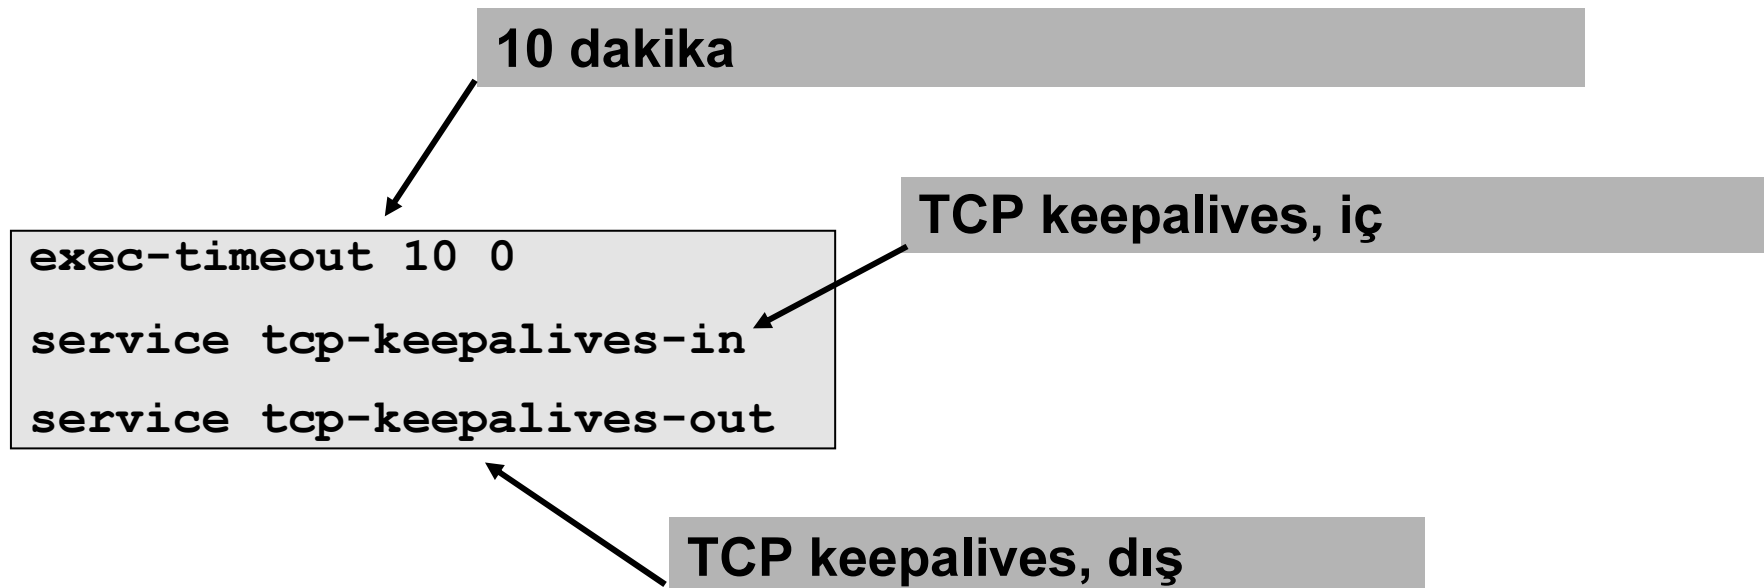 10 dakika
TCP keepalives, iç
exec-timeout 10 0
service tcp-keepalives-in
service tcp-keepalives-out
TCP keepalives, dış